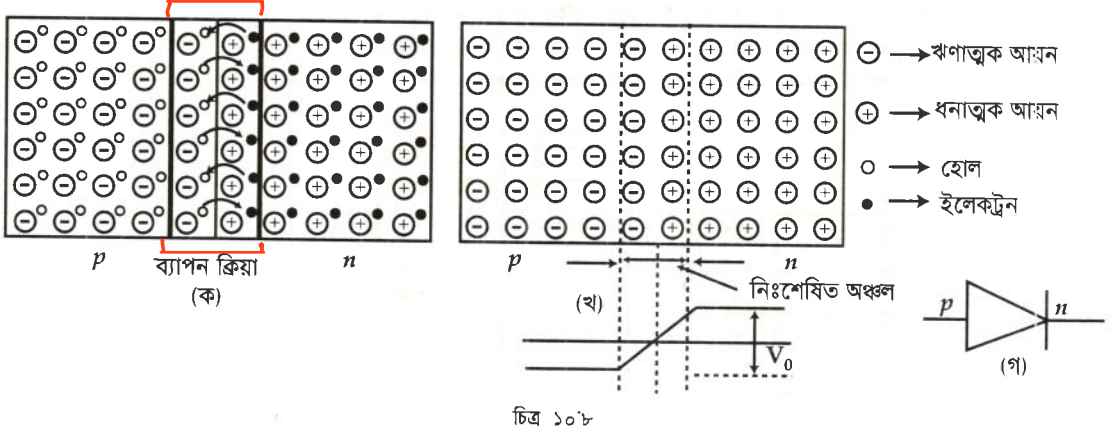 ঋণাত্মক আয়ন
ধনাত্মক আয়ন
হোল
ইলেকট্রন
p
ব্যাপন ক্রিয়া
n
(ক)
p
n
(খ)
নিঃশেষিত অঞ্চল
V₀
p
n
(গ)
চিত্র ১০.৮